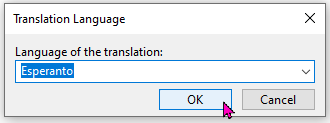 Translation Language
Language of the translation:
Esperanto
OK
Cancel